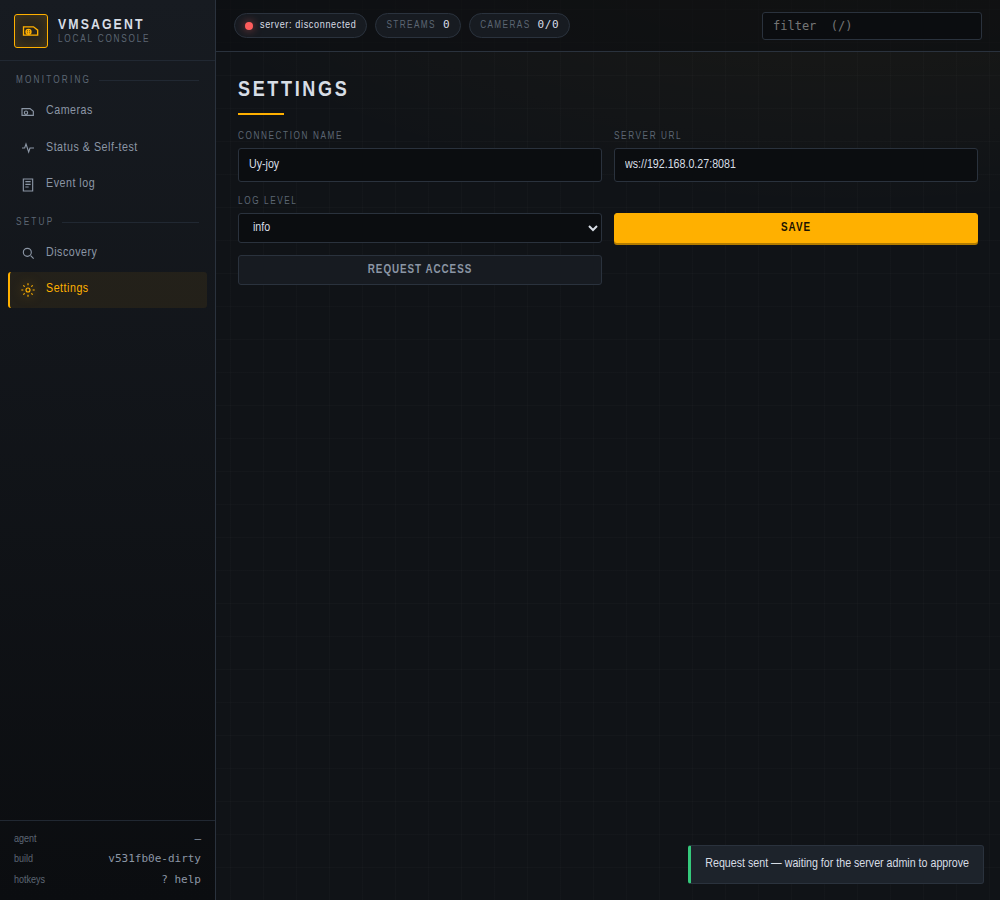 VMSAGENT
LOCAL CONSOLE
MONITORING
Cameras
Status & Self-test
Event log
SETUP
Discovery
Settings
agent —
build v531fb0e-dirty
hotkeys ? help
server: disconnected STREAMS 0 CAMERAS 0/0 filter (/)
SETTINGS
CONNECTION NAME SERVER URL
Uy-joy ws://192.168.0.27:8081
LOG LEVEL
info SAVE
REQUEST ACCESS
Request sent — waiting for the server admin to approve